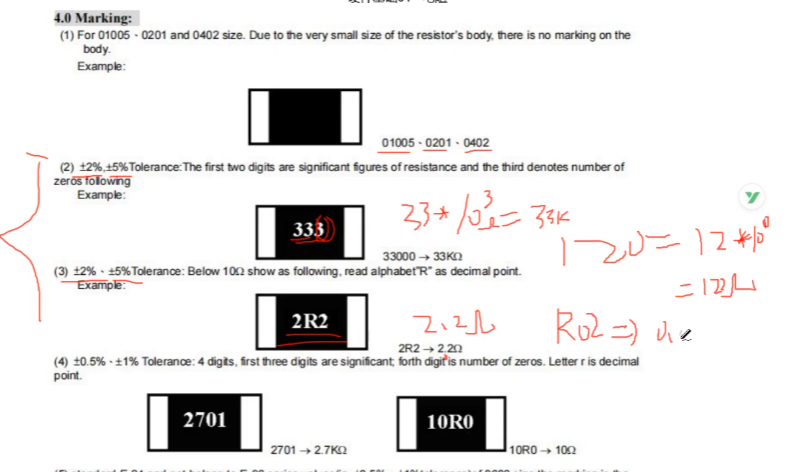 4.0 Marking:
(1) For 01005、0201 and 0402 size. Due to the very small size of the resistor's body, there is no marking on the
body.
Example:
01005、0201、0402
(2) ±2%,±5%Tolerance:The first two digits are significant figures of resistance and the third denotes number of
zeros following
Example:
333
33*10³Ω=33K
33000→33KΩ
120=12*10⁰
=12Ω
(3) ±2%、±5%Tolerance: Below 10Ω show as following, read alphabet"R" as decimal point.
Example:
2R2
2.2Ω
R02⇒0.
2R2→2.2Ω
(4) ±0.5%、±1% Tolerance: 4 digits, first three digits are significant; forth digit is number of zeros. Letter r is decimal
point.
2701
10R0
2701→2.7KΩ
10R0→10Ω